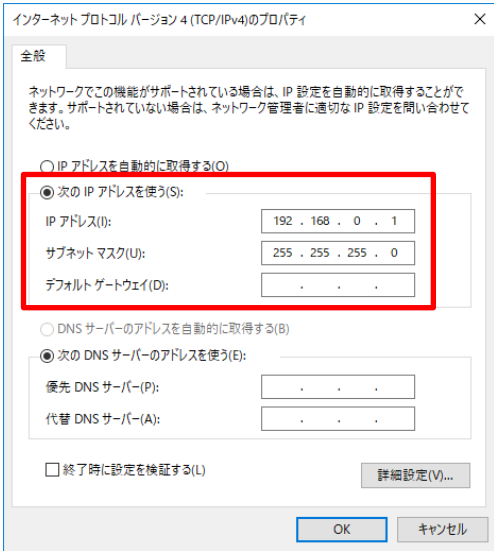 インターネット プロトコル バージョン 4 (TCP/IPv4)のプロパティ
全般
ネットワークでこの機能がサポートされている場合は、IP 設定を自動的に取得することがで
きます。サポートされていない場合は、ネットワーク管理者に適切な IP 設定を問い合わせて
ください。
IP アドレスを自動的に取得する(O)
次の IP アドレスを使う(S):
IP アドレス(I): 192 . 168 . 0 . 1
サブネット マスク(U): 255 . 255 . 255 . 0
デフォルト ゲートウェイ(D): . . .
DNS サーバーのアドレスを自動的に取得する(B)
次の DNS サーバーのアドレスを使う(E):
優先 DNS サーバー(P): . . .
代替 DNS サーバー(A): . . .
終了時に設定を検証する(L)
詳細設定(V)...
OK キャンセル